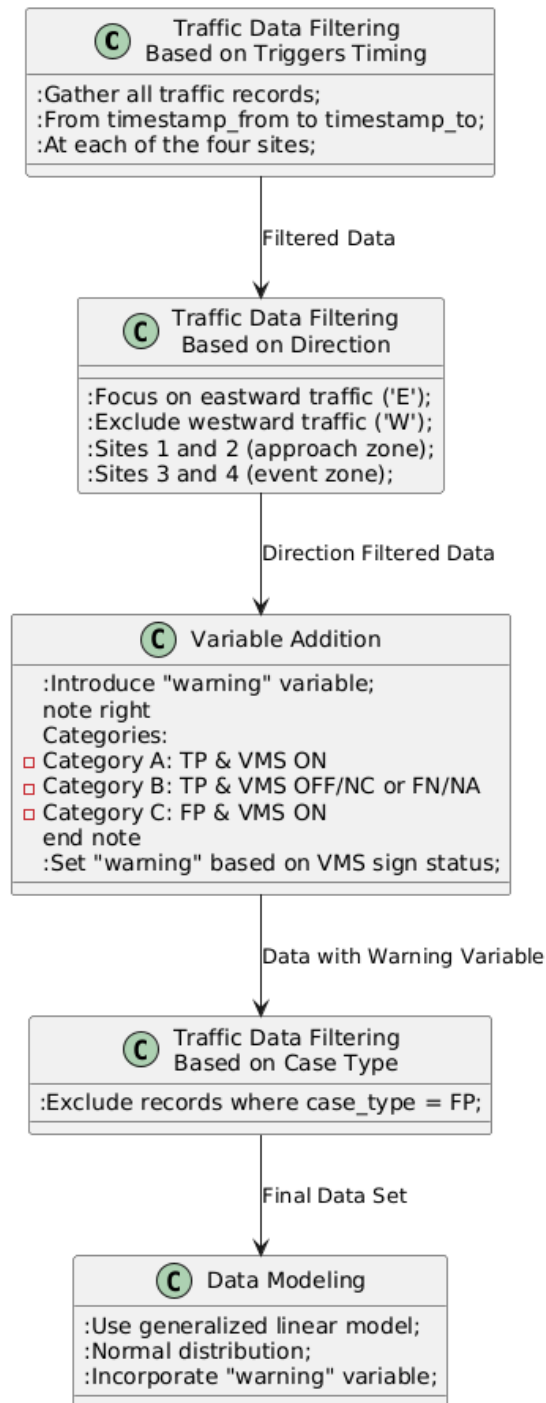 C
Traffic Data Filtering
Based on Triggers Timing
:Gather all traffic records;
:From timestamp_from to timestamp_to;
:At each of the four sites;
Filtered Data
C
Traffic Data Filtering
Based on Direction
:Focus on eastward traffic ('E');
:Exclude westward traffic ('W');
:Sites 1 and 2 (approach zone);
:Sites 3 and 4 (event zone);
Direction Filtered Data
C Variable Addition
:Introduce "warning" variable;
note right
Categories:
Category A: TP & VMS ON
Category B: TP & VMS OFF/NC or FN/NA
Category C: FP & VMS ON
end note
:Set "warning" based on VMS sign status;
Data with Warning Variable
C
Traffic Data Filtering
Based on Case Type
:Exclude records where case_type = FP;
Final Data Set
C Data Modeling
:Use generalized linear model;
:Normal distribution;
:Incorporate "warning" variable;